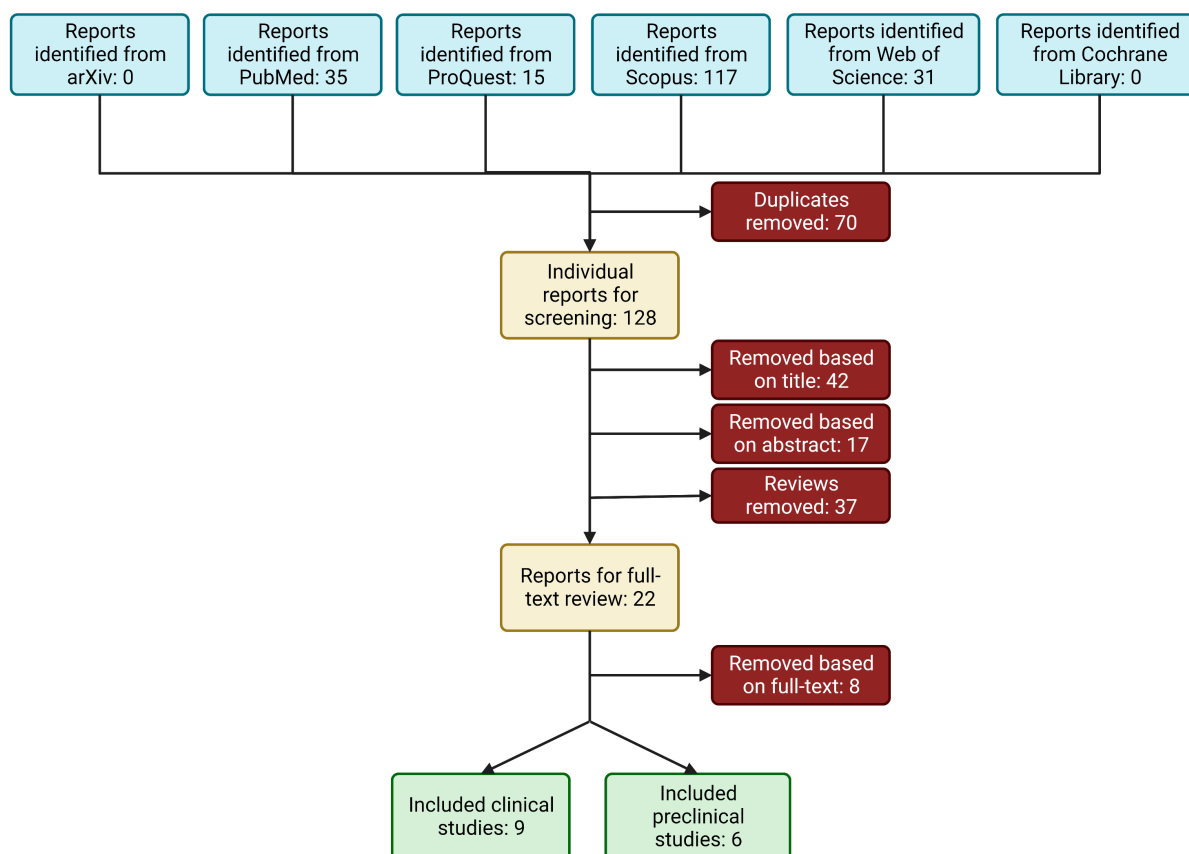 Reports
identified from
arXiv: 0
Reports
identified from
PubMed: 35
Reports
identified from
ProQuest: 15
Reports
identified from
Scopus: 117
Reports identified
from Web of
Science: 31
Reports identified
from Cochrane
Library: 0
Duplicates
removed: 70
Individual
reports for
screening: 128
Removed based
on title: 42
Removed based
on abstract: 17
Reviews
removed: 37
Reports for full-
text review: 22
Removed based
on full-text: 8
Included clinical
studies: 9
Included
preclinical
studies: 6